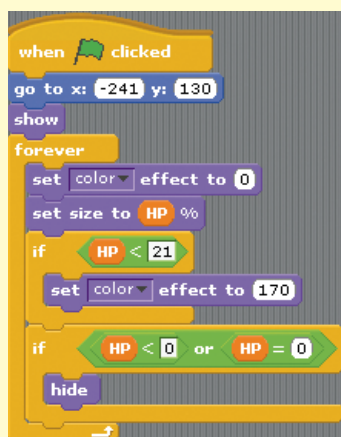 when clicked
go to x: -241 y: 130
show
forever
set color effect to 0
set size to HP %
if HP < 21
set color effect to 170
if HP < 0 or HP = 0
hide